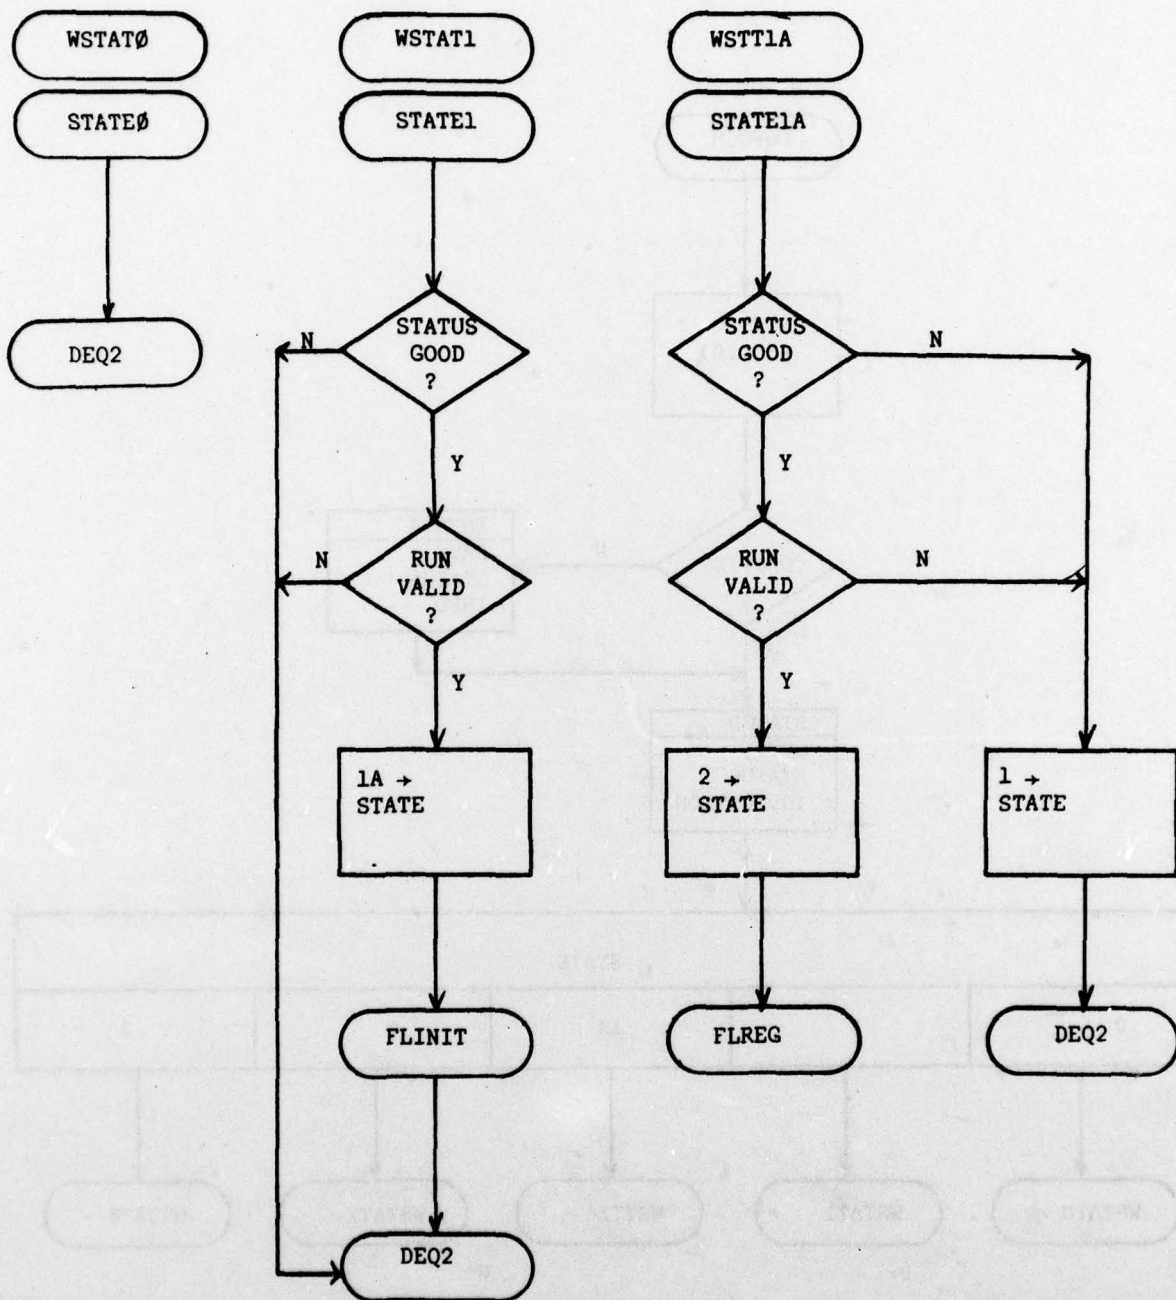 WSTATØ
STATEØ
DEQ2
WSTAT1
STATE1
STATUS
GOOD
?
N
Y
RUN
VALID
?
N
Y
1A →
STATE
FLINIT
DEQ2
WSTT1A
STATE1A
STATUS
GOOD
?
N
Y
RUN
VALID
?
N
Y
2 →
STATE
FLREG
1 →
STATE
DEQ2